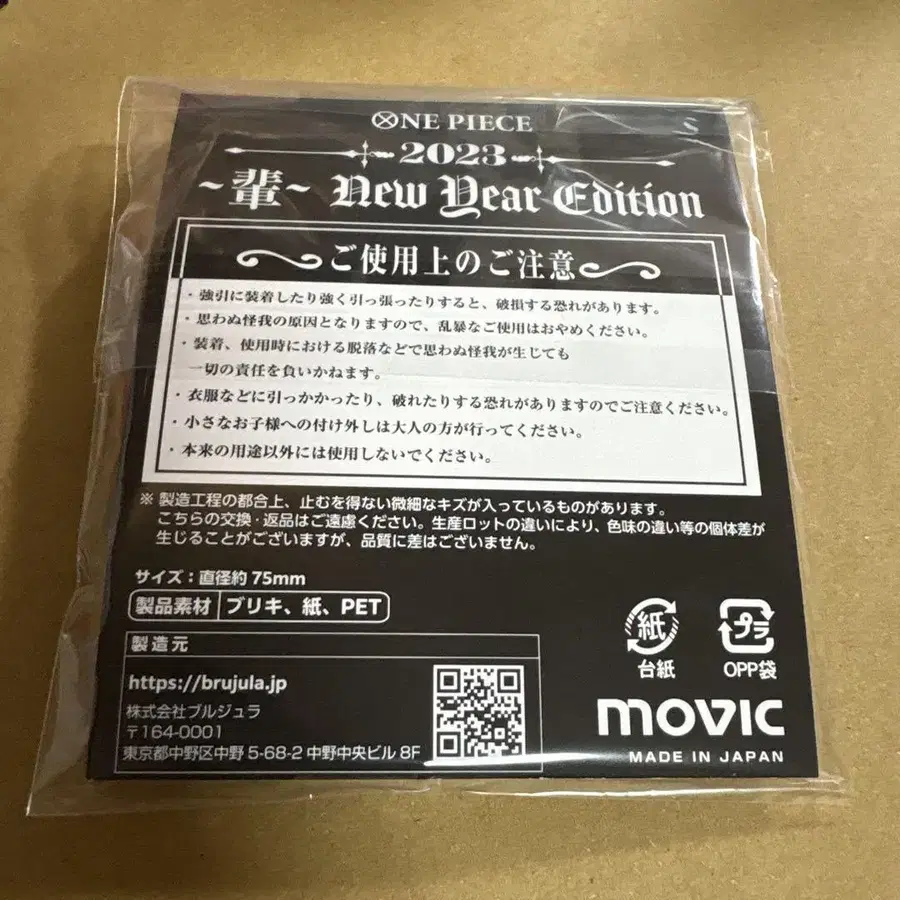 ONE PIECE
2023
~輩~ New Year Edition
ご使用上のご注意
・強引に装着したり強く引っ張ったりすると、破損する恐れがあります。
・思わぬ怪我の原因となりますので、乱暴なご使用はおやめください。
・装着、使用時における脱落などで思わぬ怪我が生じても
一切の責任を負いかねます。
・衣服などに引っかかったり、破れたりする恐れがありますのでご注意ください。
・小さなお子様への付け外しは大人の方が行ってください。
・本来の用途以外には使用しないでください。
※ 製造工程の都合上、止むを得ない微細なキズが入っているものがあります。
こちらの交換・返品はご遠慮ください。生産ロットの違いにより、色味の違い等の個体差が
生じることがございますが、品質に差はございません。
サイズ：直径約75mm
製品素材 ブリキ、紙、PET
製造元
https://brujula.jp
株式会社ブルジュラ
〒164-0001
東京都中野区中野 5-68-2 中野中央ビル 8F
紙
台紙
プラ
OPP袋
movic
MADE IN JAPAN